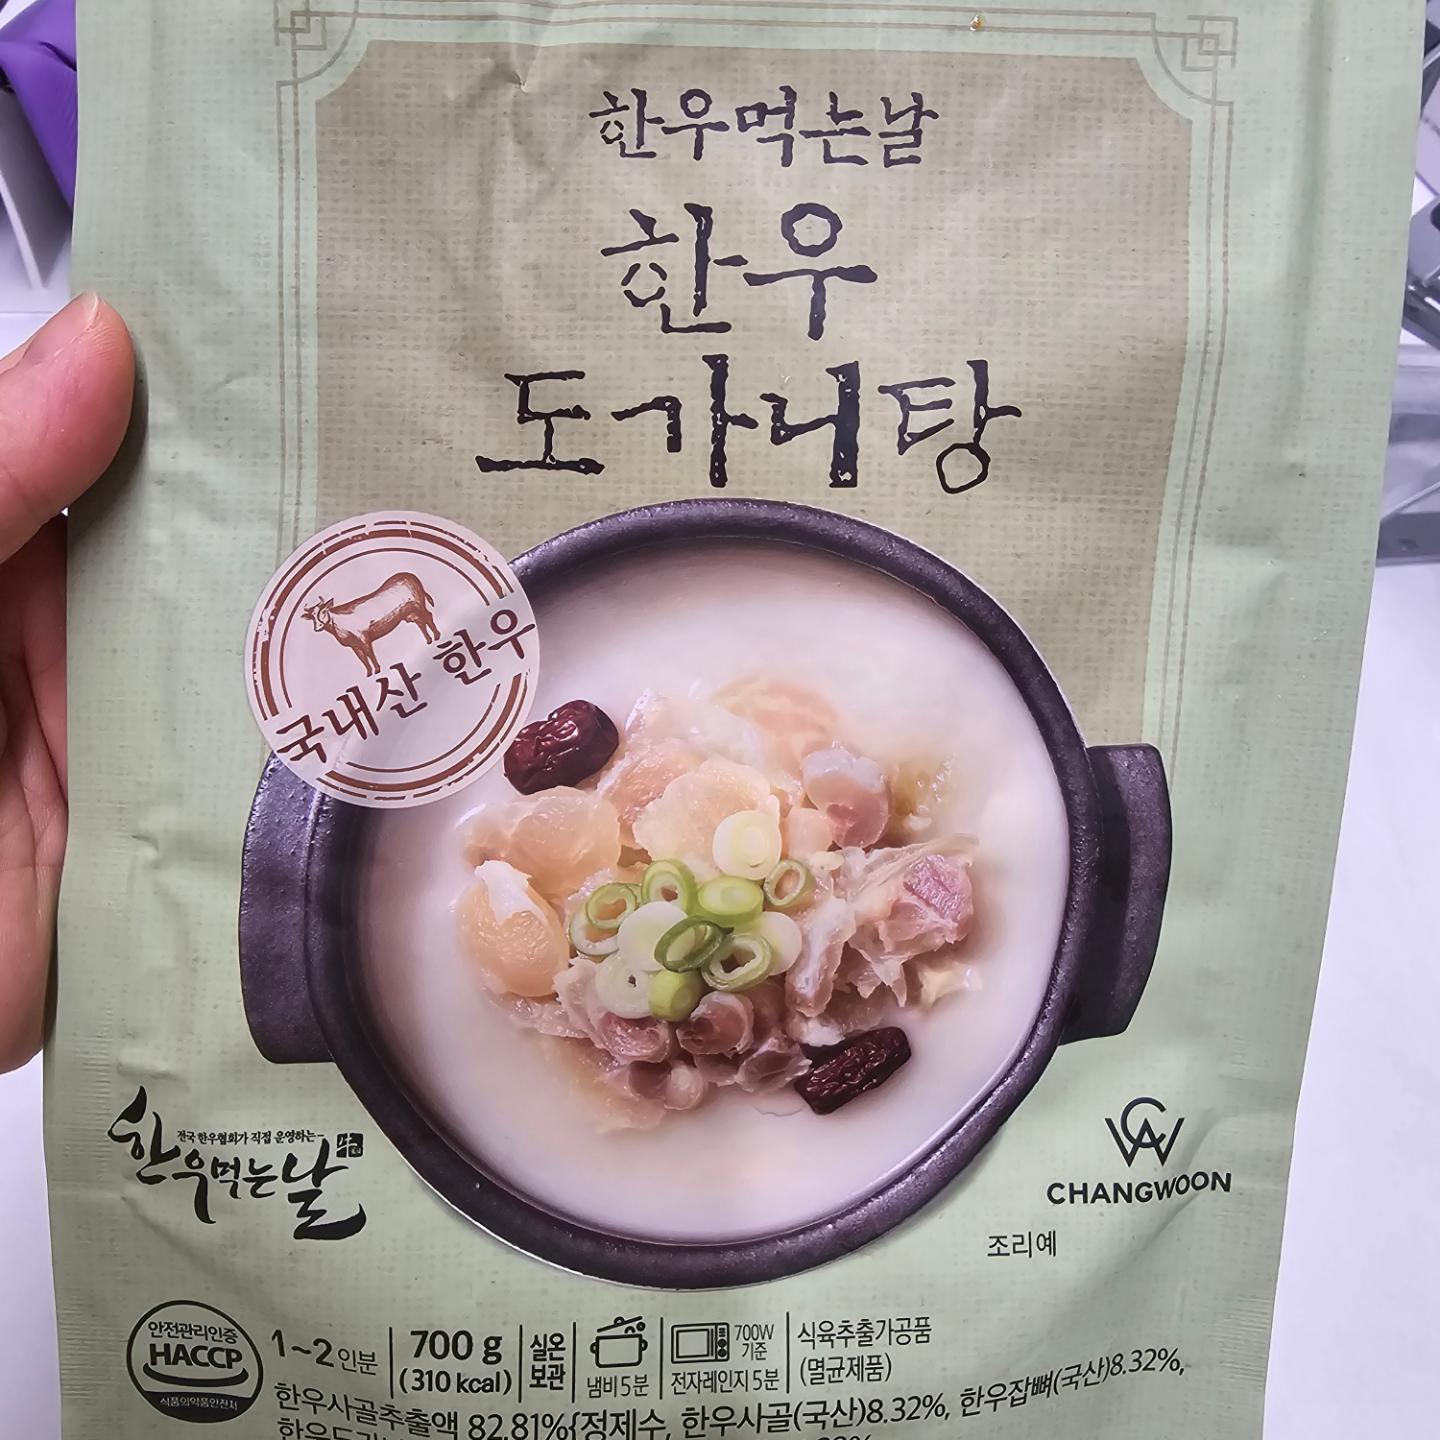 한우먹는날
한우
도가니탕
국내산 한우
전국 한우협회가 직접 운영하는
한우먹는날
CHANGWOON
조리예
안전관리인증
HACCP
식품의약품안전처
1~2인분
700 g
(310 kcal)
실온
보관
냄비 5분
700W
기준
전자레인지 5분
식육추출가공품
(멸균제품)
한우사골추출액 82.81%{정제수, 한우사골(국산)8.32%, 한우잡뼈(국산)8.32%,